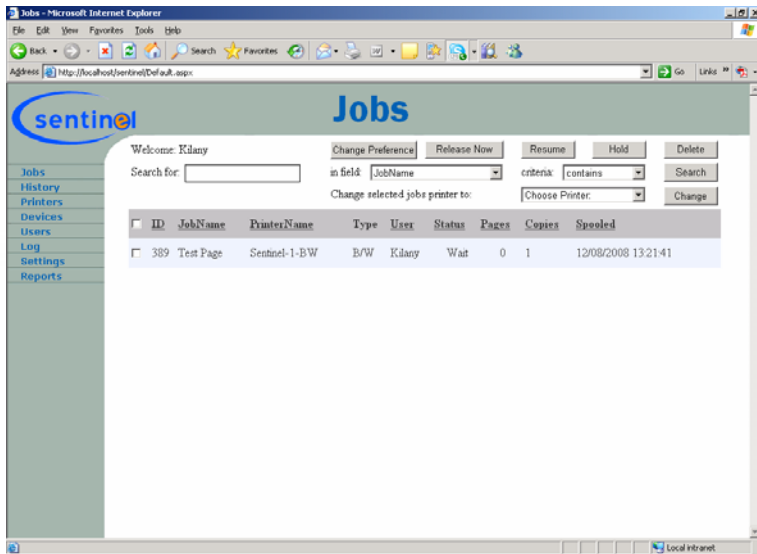 Jobs - Microsoft Internet Explorer
File Edit View Favorites Tools Help
Back Search Favorites
Address http://localhost/sentinel/Default.aspx Go Links
sentinel
Jobs
Welcome: Kilany Change Preference Release Now Resume Hold Delete
Search for: in field: JobName criteria: contains Search
Change selected jobs printer to: Choose Printer: Change
Jobs
History
Printers
Devices
Users
Log
Settings
Reports
ID JobName PrinterName Type User Status Pages Copies Spooled
389 Test Page Sentinel-1-BW B/W Kilany Wait 0 1 12/08/2008 13:21:41
Local intranet